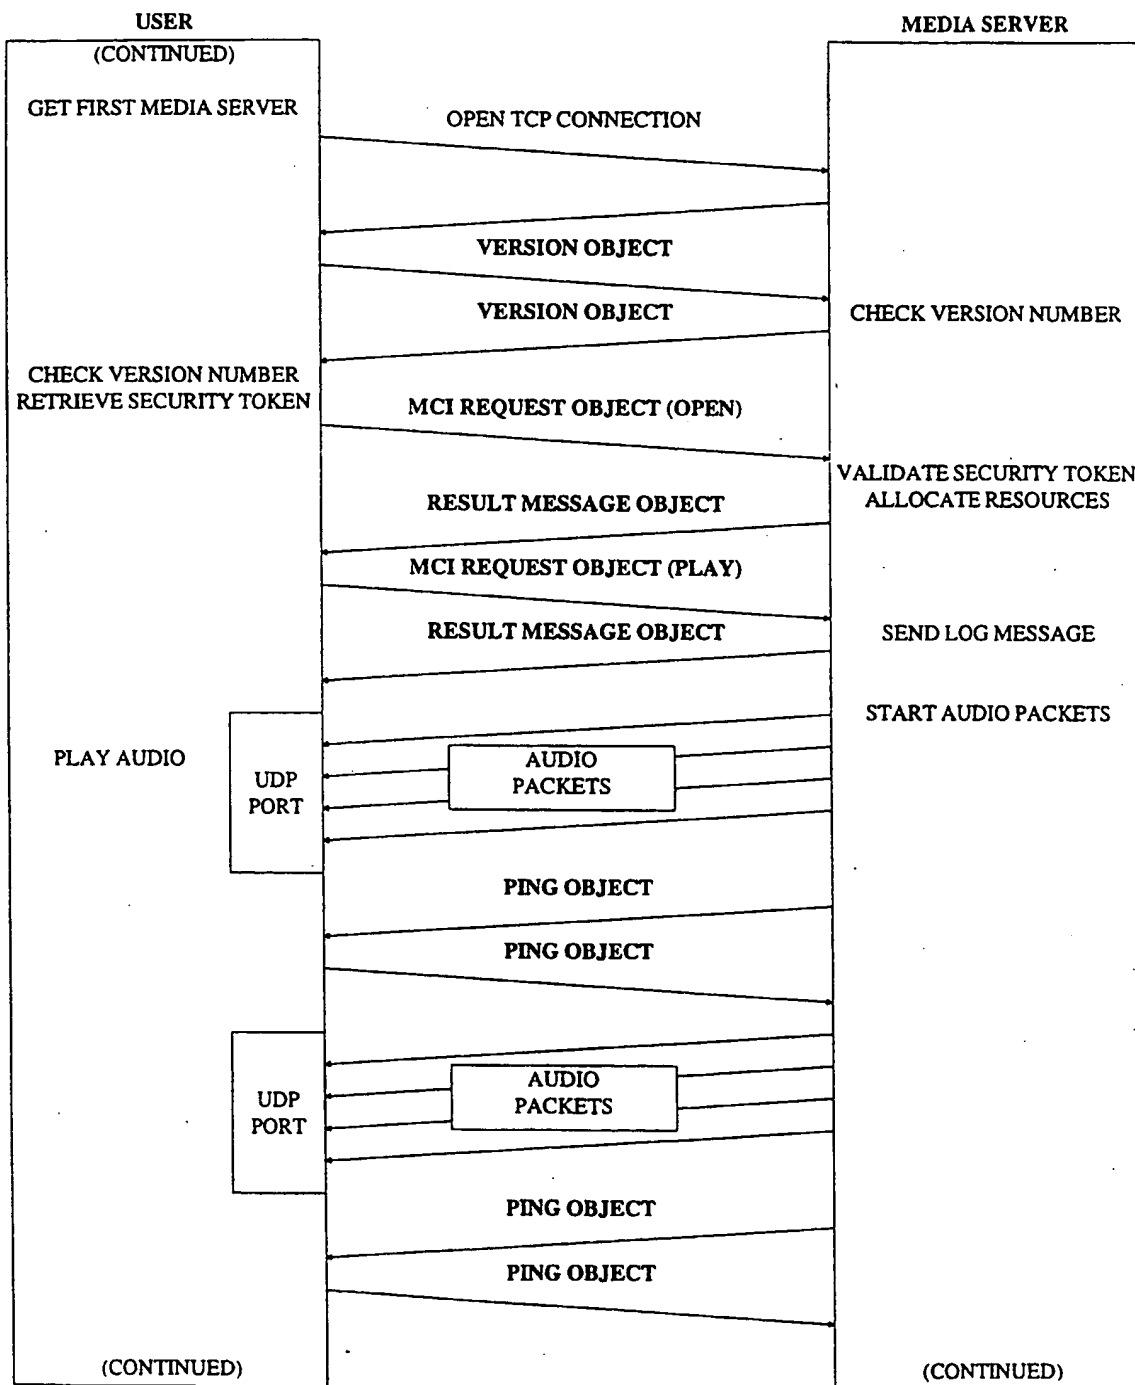 USER
MEDIA SERVER
(CONTINUED)
GET FIRST MEDIA SERVER
OPEN TCP CONNECTION
VERSION OBJECT
VERSION OBJECT
CHECK VERSION NUMBER
CHECK VERSION NUMBER
RETRIEVE SECURITY TOKEN
MCI REQUEST OBJECT (OPEN)
VALIDATE SECURITY TOKEN
ALLOCATE RESOURCES
RESULT MESSAGE OBJECT
MCI REQUEST OBJECT (PLAY)
RESULT MESSAGE OBJECT
SEND LOG MESSAGE
START AUDIO PACKETS
PLAY AUDIO
UDP
PORT
AUDIO
PACKETS
PING OBJECT
PING OBJECT
UDP
PORT
AUDIO
PACKETS
PING OBJECT
PING OBJECT
(CONTINUED)
(CONTINUED)